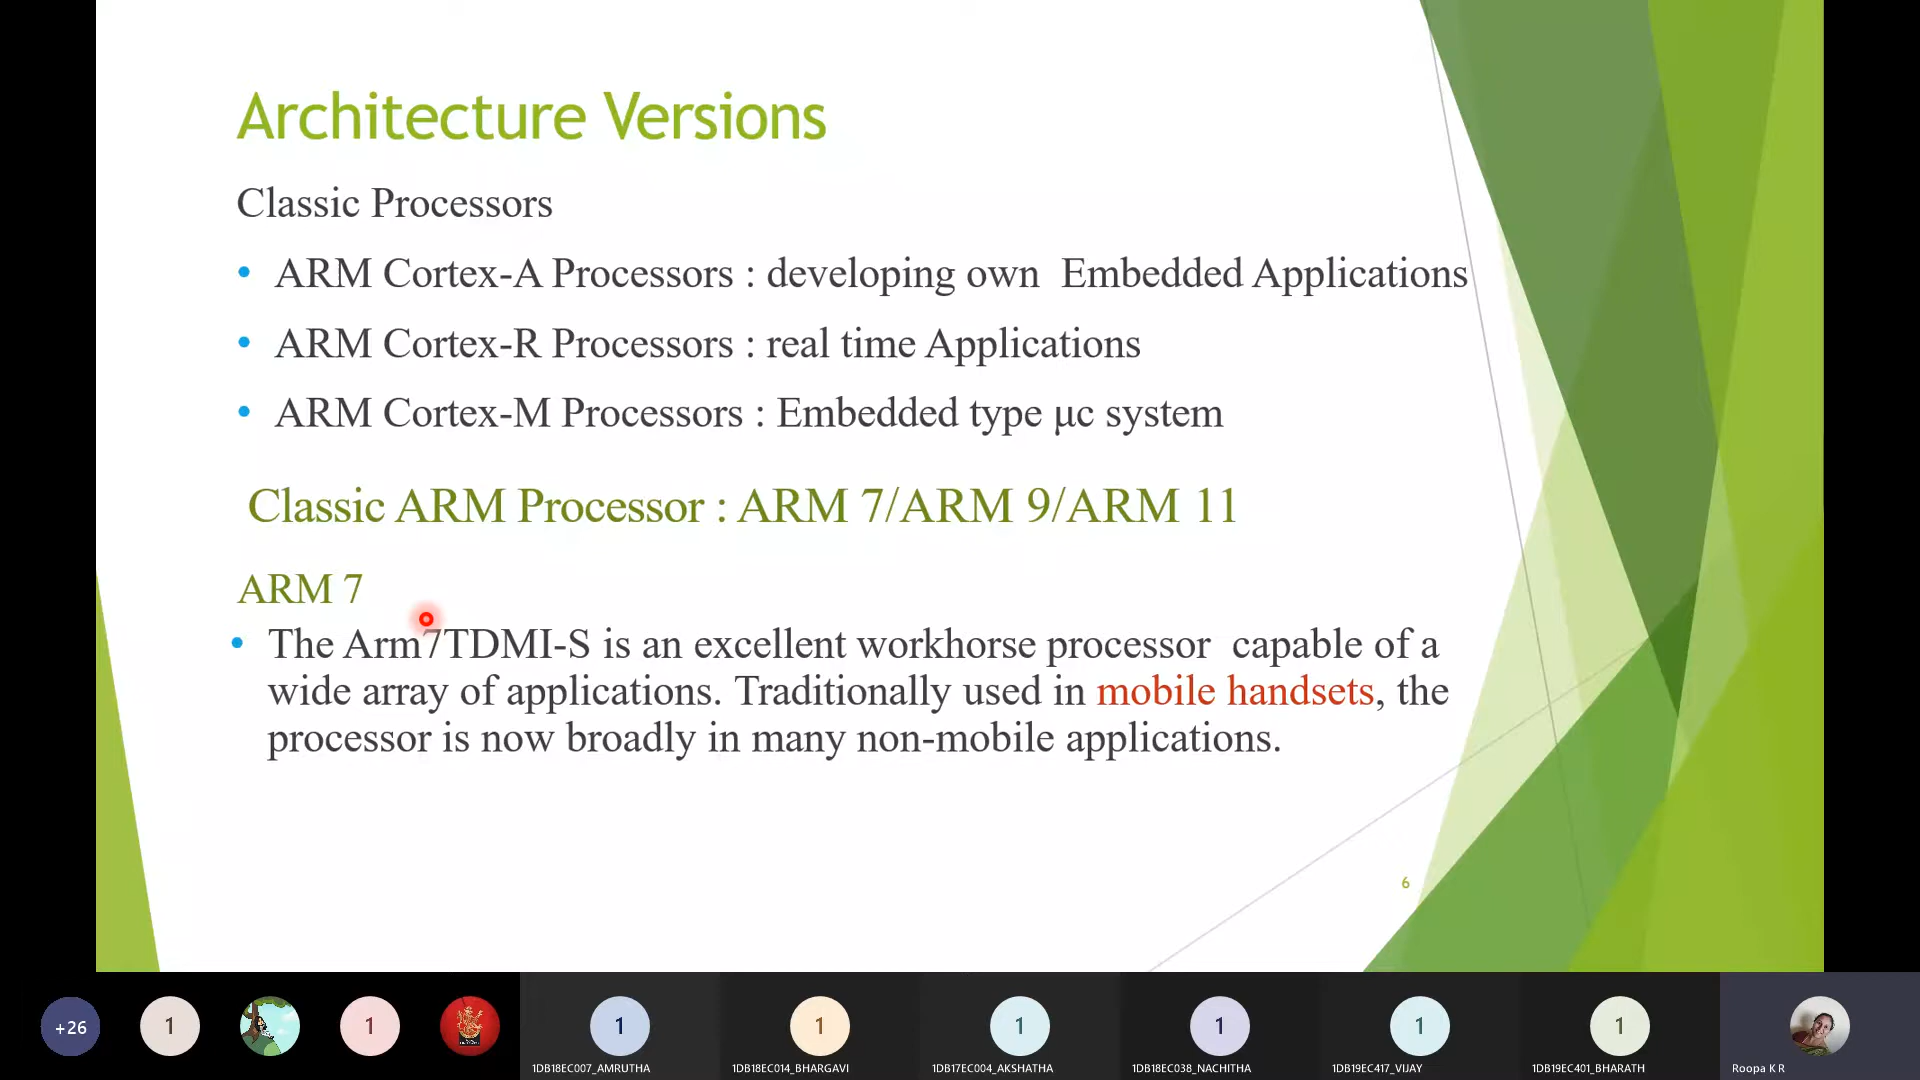 Architecture Versions
Classic Processors
• ARM Cortex-A Processors : developing own  Embedded Applications
• ARM Cortex-R Processors : real time Applications
• ARM Cortex-M Processors : Embedded type μc system
Classic ARM Processor : ARM 7/ARM 9/ARM 11
ARM 7
• The Arm7TDMI-S is an excellent workhorse processor  capable of a
wide array of applications. Traditionally used in mobile handsets, the
processor is now broadly in many non-mobile applications.
6
+26
1
1
1
1
1
1
1
1
1DB18EC007_AMRUTHA
1DB18EC014_BHARGAVI
1DB17EC004_AKSHATHA
1DB18EC038_NACHITHA
1DB19EC417_VIJAY
1DB19EC401_BHARATH
Roopa K R